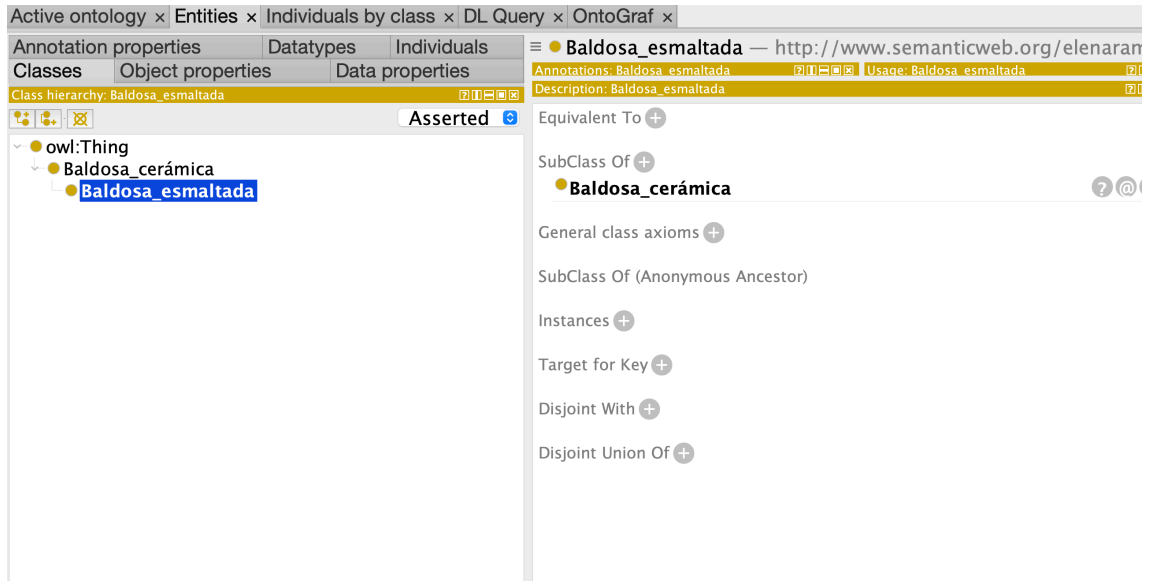 Active ontology × Entities × Individuals by class × DL Query × OntoGraf ×
Annotation properties Datatypes Individuals
Classes Object properties Data properties
Class hierarchy: Baldosa_esmaltada
Asserted
owl:Thing
Baldosa_cerámica
Baldosa_esmaltada
≡ Baldosa_esmaltada — http://www.semanticweb.org/elenaram
Annotations: Baldosa_esmaltada Usage: Baldosa_esmaltada
Description: Baldosa_esmaltada
Equivalent To +
SubClass Of +
Baldosa_cerámica ? @
General class axioms +
SubClass Of (Anonymous Ancestor)
Instances +
Target for Key +
Disjoint With +
Disjoint Union Of +